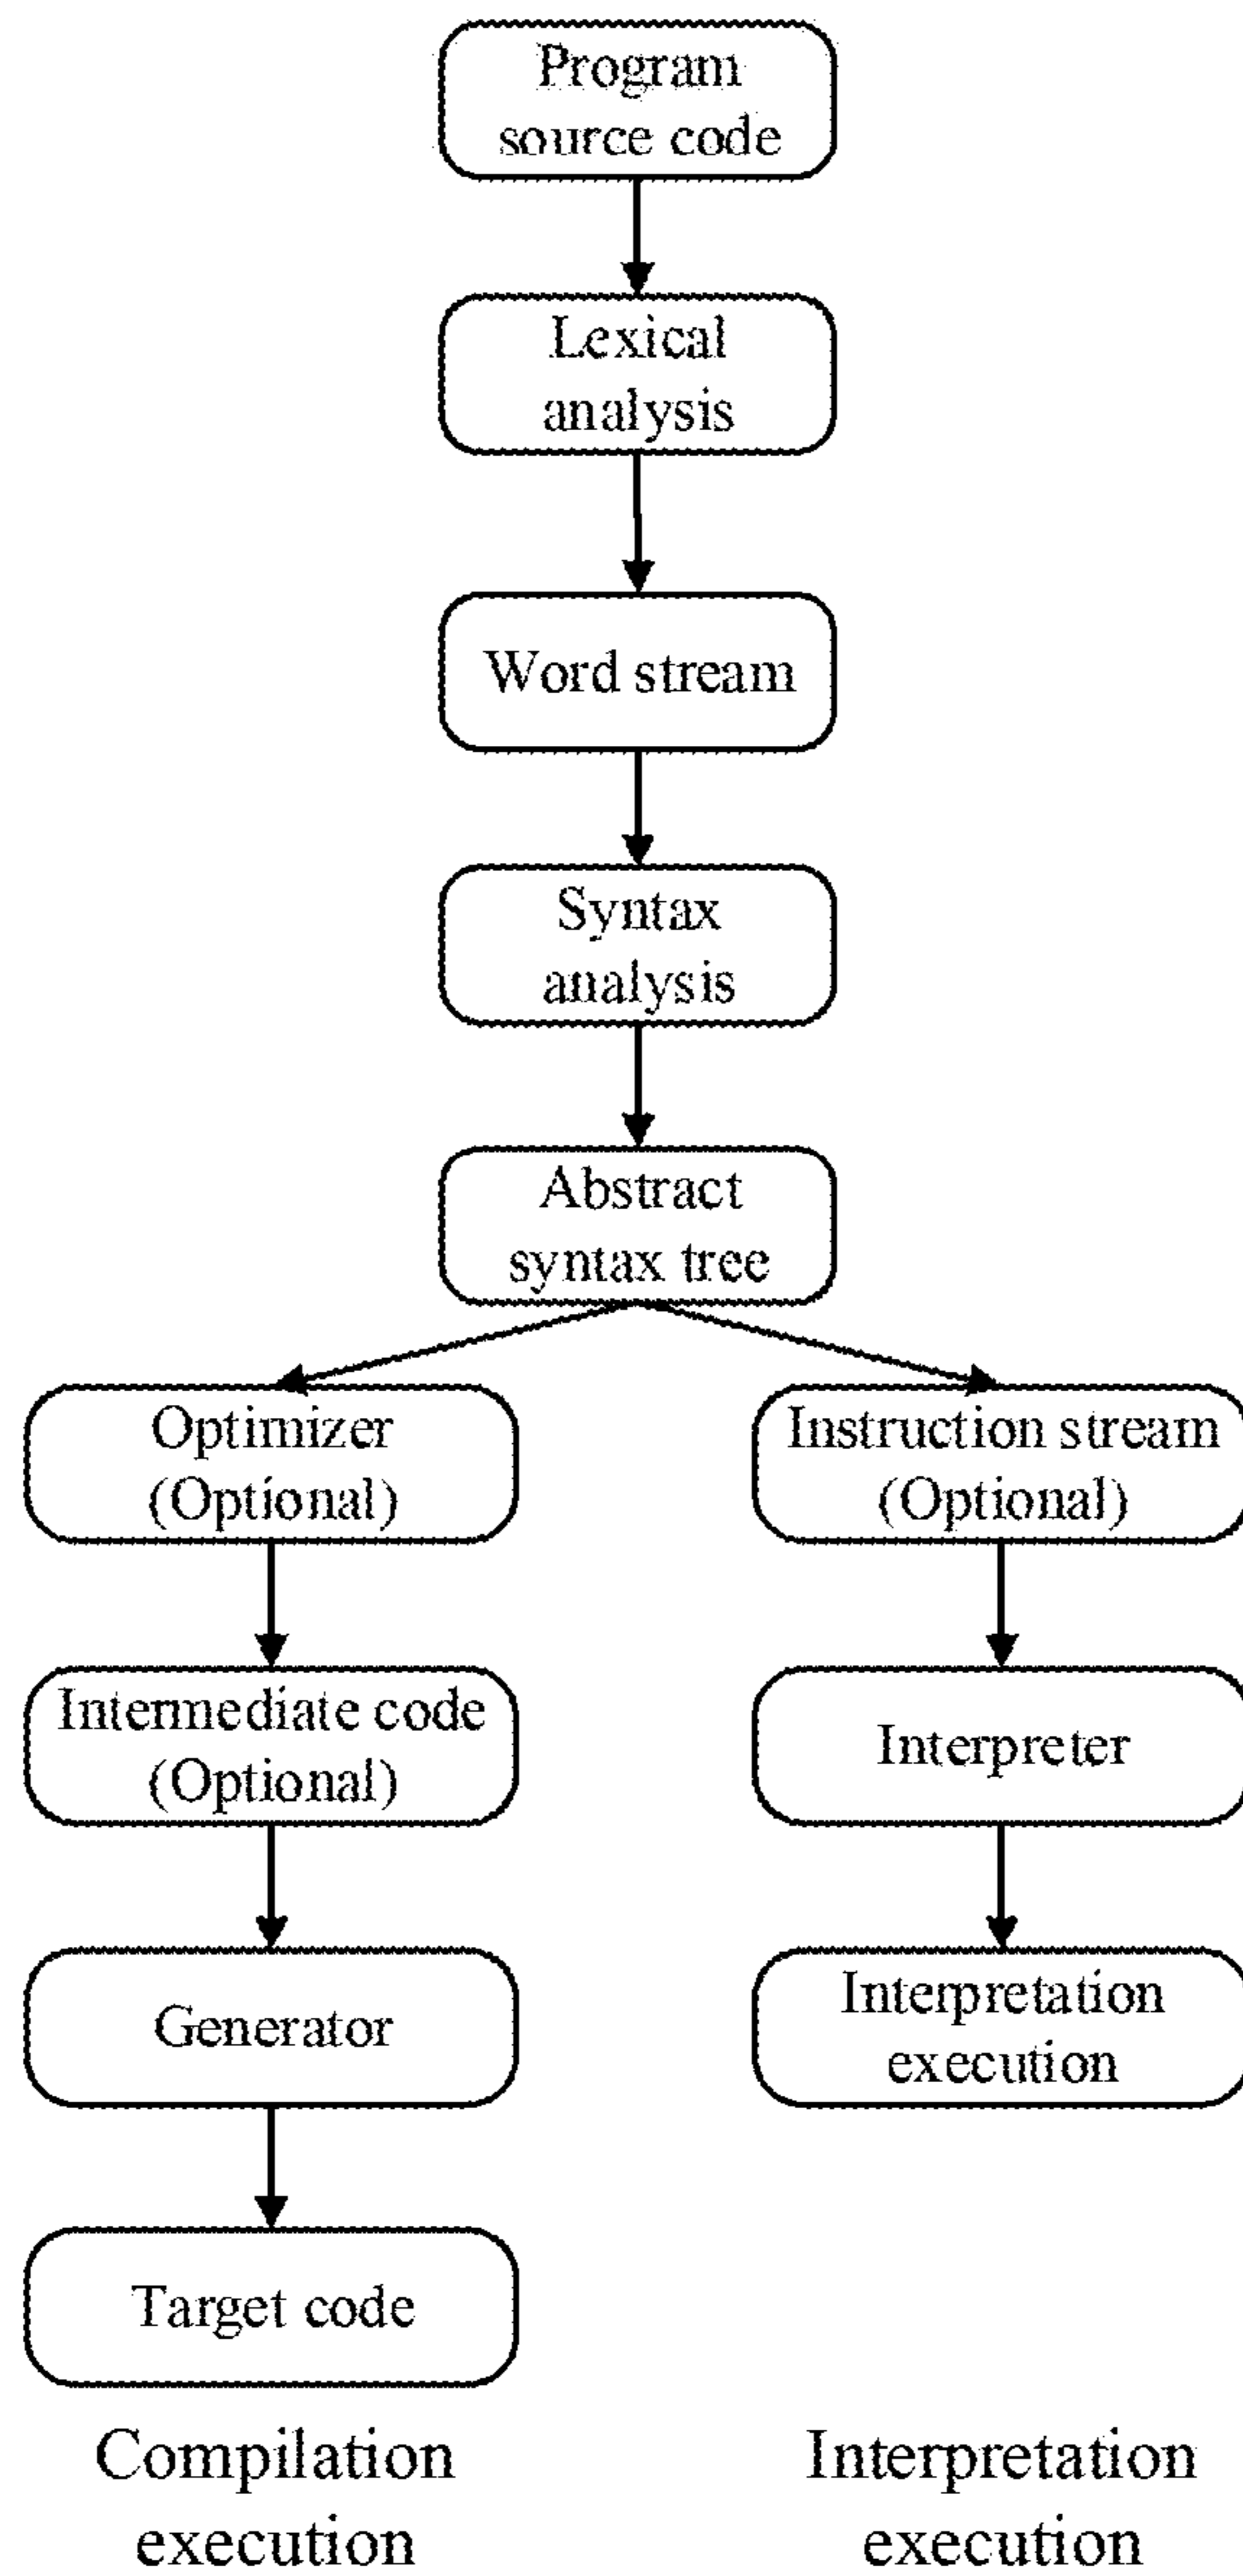 Program
source code
Lexical
analysis
Word stream
Syntax
analysis
Abstract
syntax tree
Optimizer
(Optional)
Instruction stream
(Optional)
Intermediate code
(Optional)
Interpreter
Generator
Interpretation
execution
Target code
Compilation
execution
Interpretation
execution